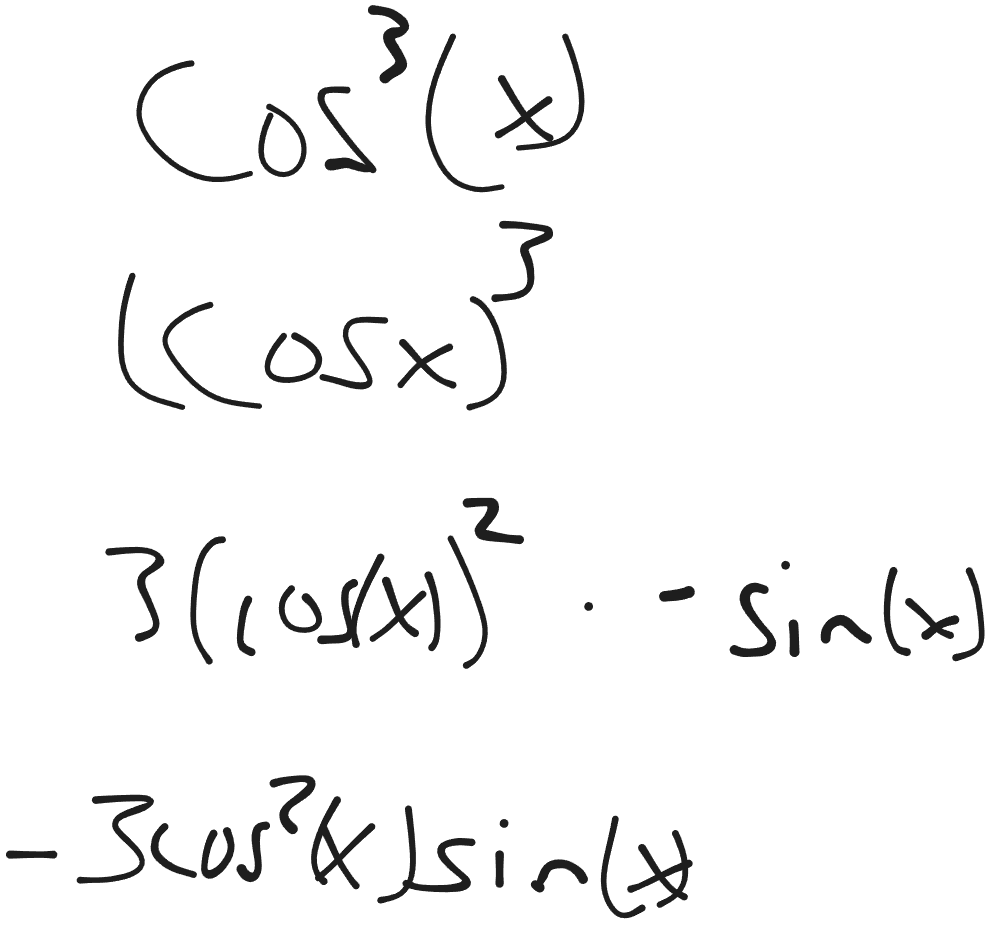 cos³(x)
(cosx)³
3(cos(x))² · -sin(x)
-3cos²(x)sin(x)